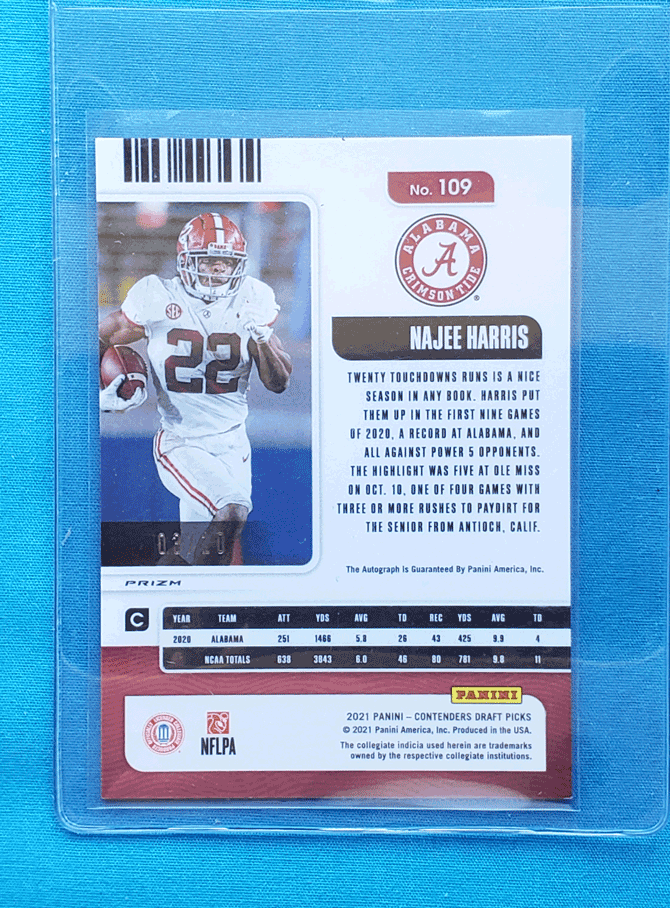 No. 109
ALABAMA
A
CRIMSON TIDE
®
NAJEE HARRIS
22
SEC
TWENTY TOUCHDOWNS RUNS IS A NICE
SEASON IN ANY BOOK. HARRIS PUT
THEM UP IN THE FIRST NINE GAMES
OF 2020, A RECORD AT ALABAMA, AND
ALL AGAINST POWER 5 OPPONENTS.
THE HIGHLIGHT WAS FIVE AT OLE MISS
ON OCT. 10, ONE OF FOUR GAMES WITH
THREE OR MORE RUSHES TO PAYDIRT FOR
THE SENIOR FROM ANTIOCH, CALIF.
The Autograph Is Guaranteed By Panini America, Inc.
PRIZM
C
YEAR TEAM ATT YDS AVG TD REC YDS AVG TD
2020 ALABAMA 251 1466 5.8 26 43 425 9.9 4
NCAA TOTALS 638 3843 6.0 46 80 781 9.8 11
PANINI
NFLPA
2021 PANINI – CONTENDERS DRAFT PICKS
© 2021 Panini America, Inc. Produced in the USA.
The collegiate indicia used herein are trademarks
owned by the respective collegiate institutions.